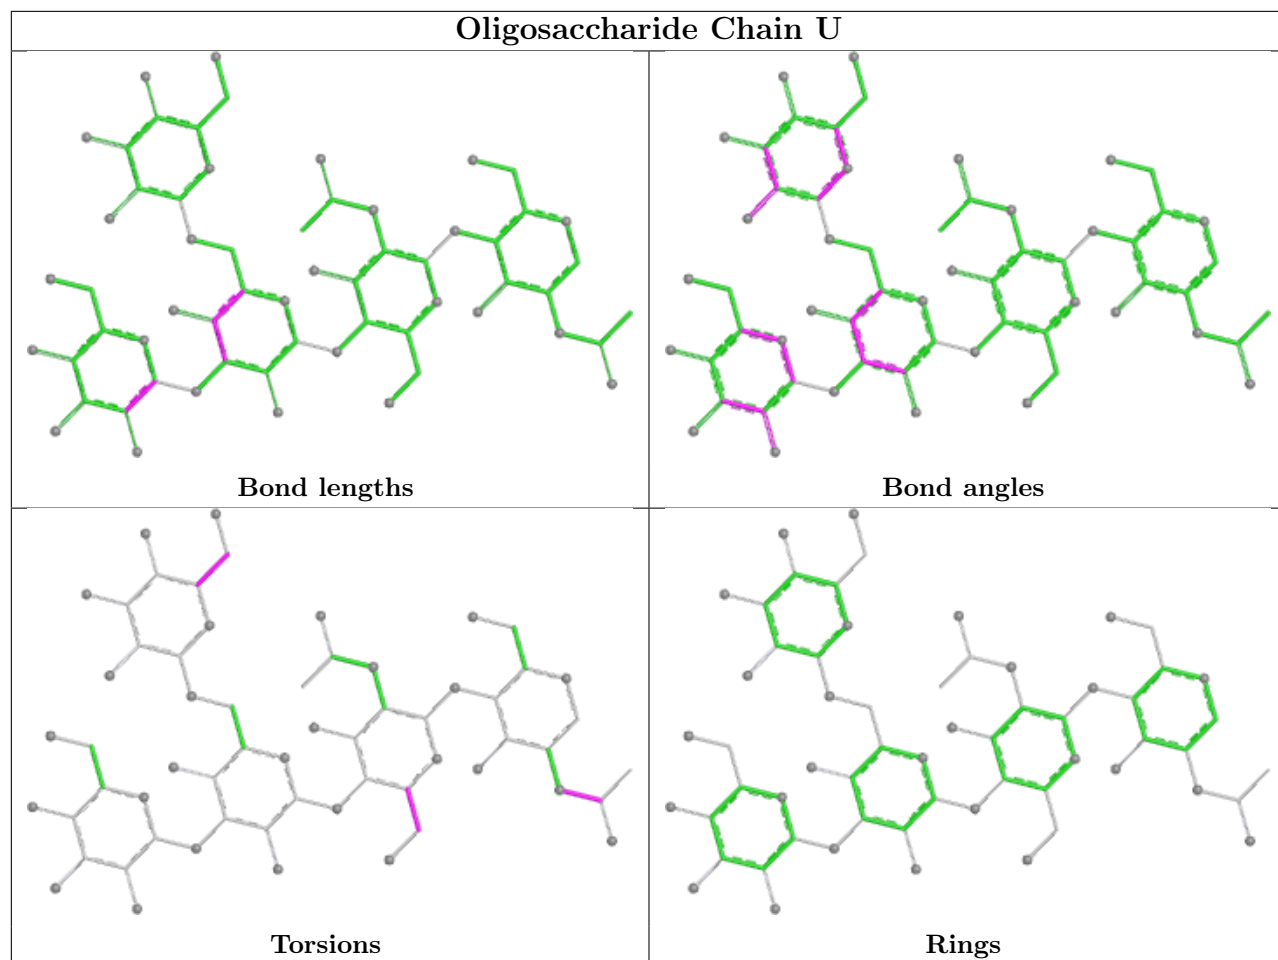 Oligosaccharide Chain U
Bond lengths
Bond angles
Torsions
Rings